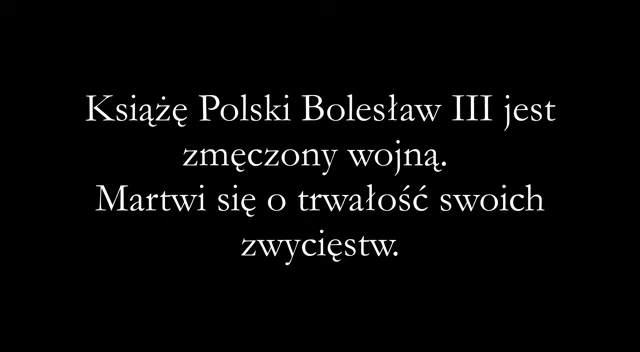 Książę Polski Bolesław III jest
zmęczony wojną.
Martwi się o trwałość swoich
zwycięstw.